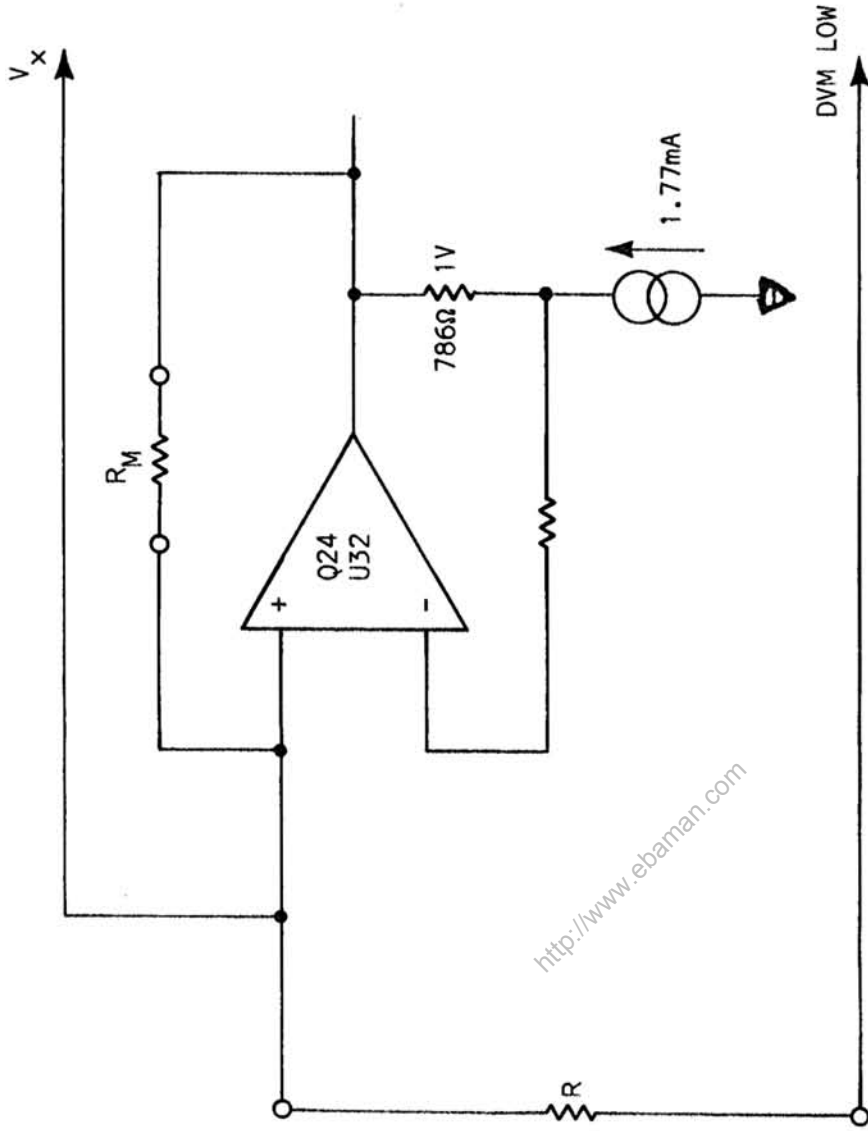 V
x
R
M
Q24
U32
+
-
786Ω
1V
1.77mA
R
DVM LOW
http://www.ebaman.com